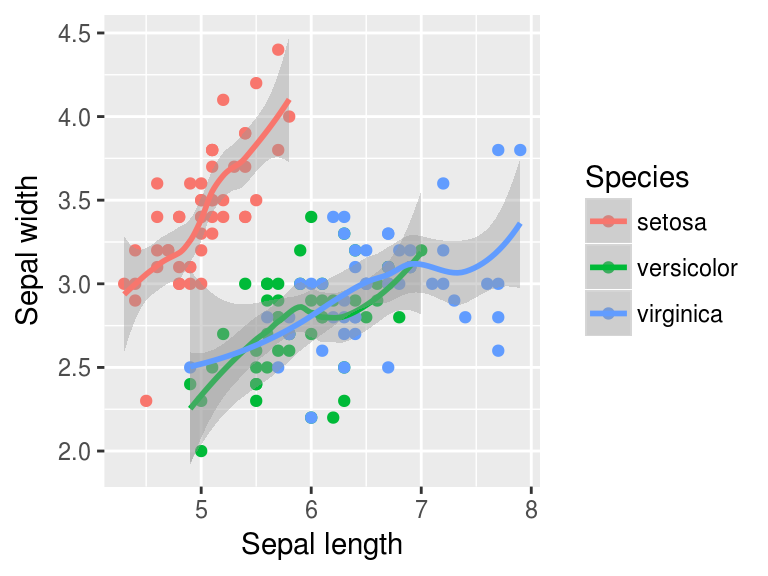 4.5
4.0
3.5
3.0
2.5
2.0
Sepal width
5 6 7 8
Sepal length
Species
setosa
versicolor
virginica